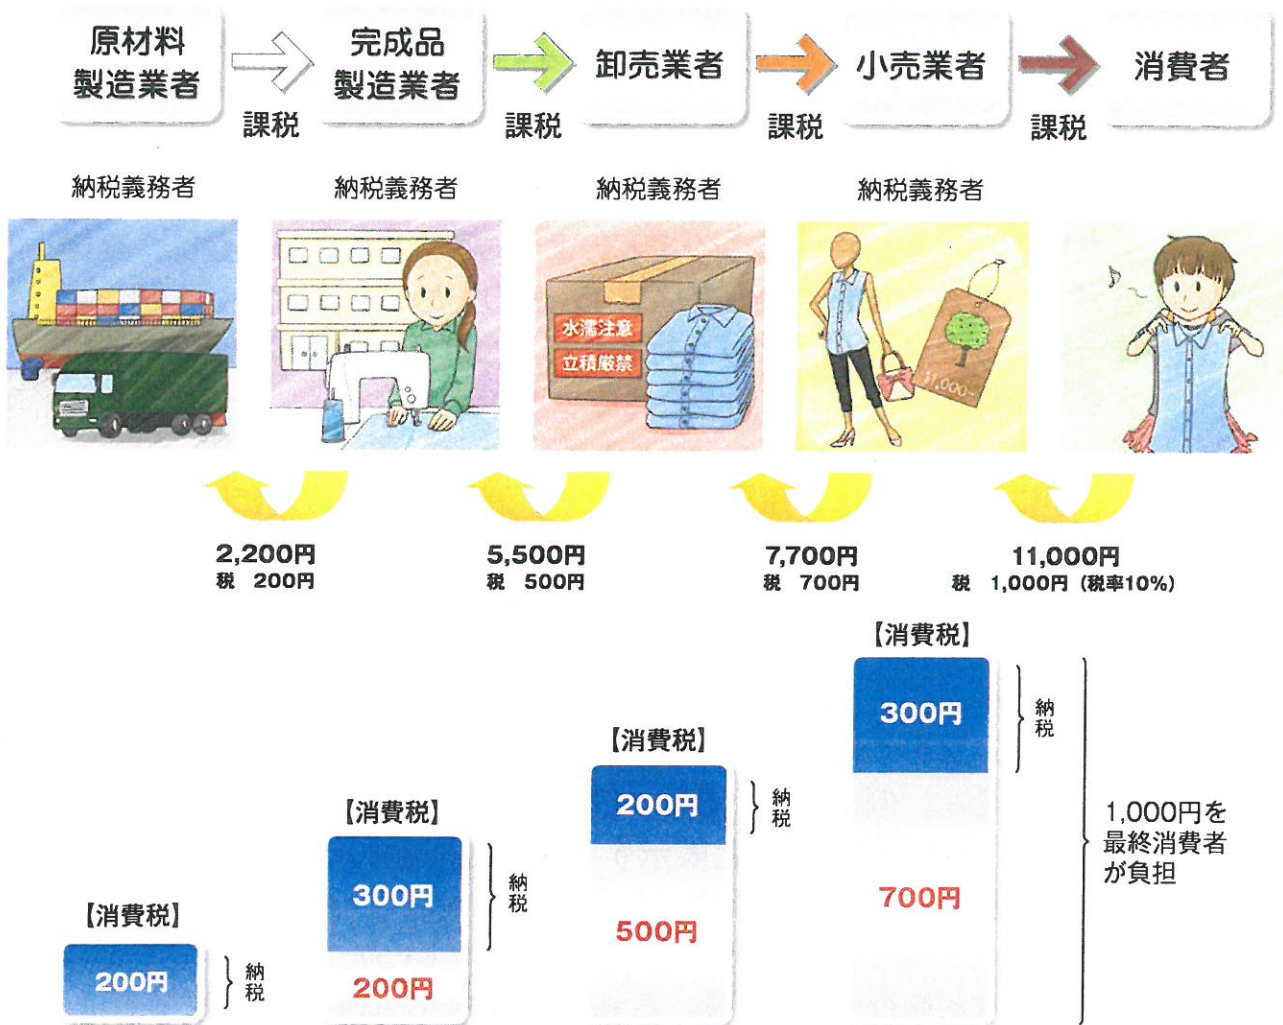 原材料
製造業者
完成品
製造業者
卸売業者
小売業者
消費者
課税
課税
課税
課税
納税義務者
納税義務者
納税義務者
納税義務者
水濡注意
立積厳禁
11,000-
2,200円
税 200円
5,500円
税 500円
7,700円
税 700円
11,000円
税 1,000円（税率10%）
【消費税】
200円
納税
【消費税】
300円
200円
納税
【消費税】
200円
500円
納税
【消費税】
300円
700円
納税
1,000円を
最終消費者
が負担